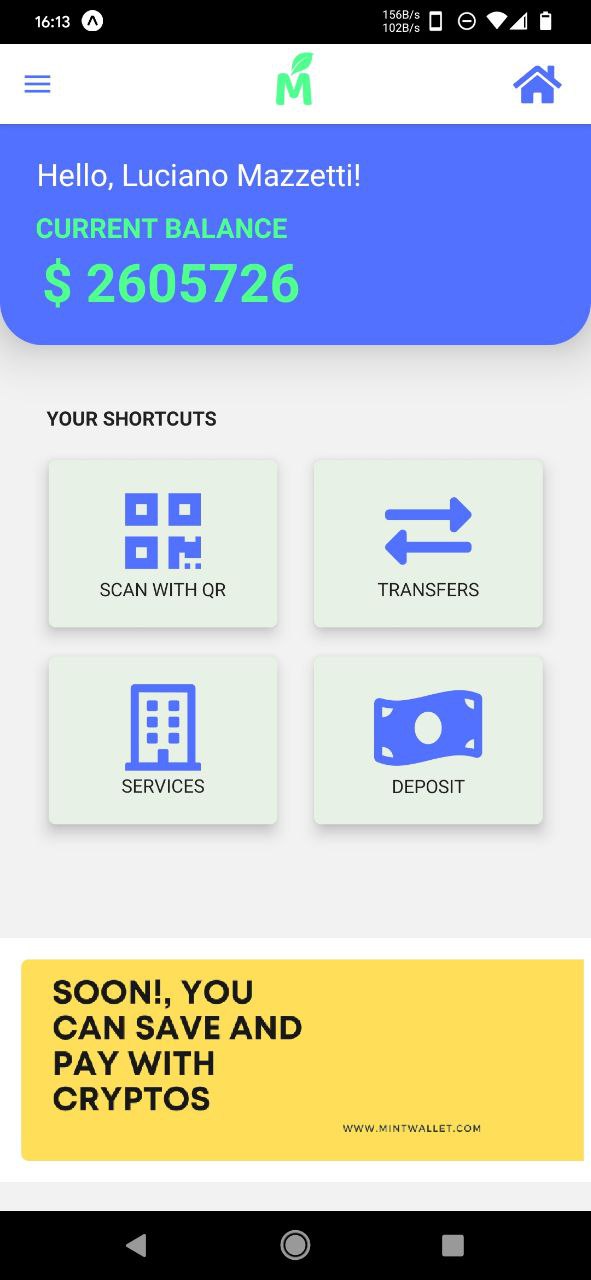 16:13
156B/s
102B/s
M
Hello, Luciano Mazzetti!
CURRENT BALANCE
$ 2605726
YOUR SHORTCUTS
SCAN WITH QR
TRANSFERS
SERVICES
DEPOSIT
SOON!, YOU
CAN SAVE AND
PAY WITH
CRYPTOS
WWW.MINTWALLET.COM